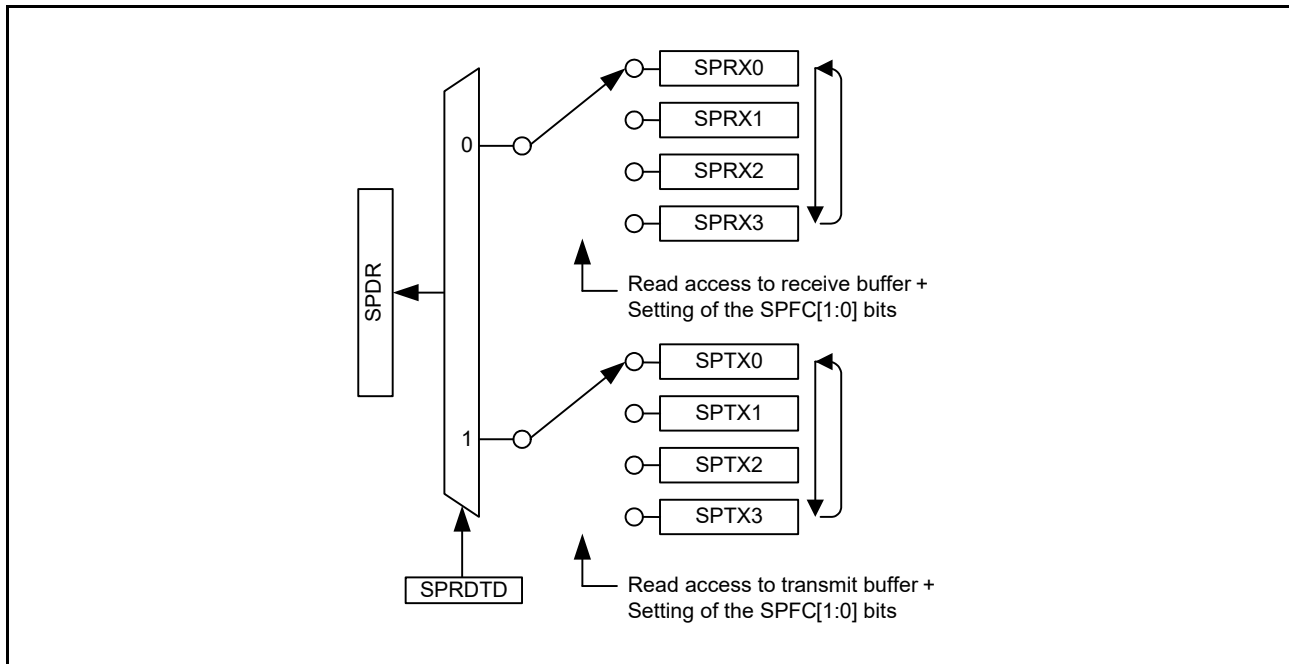 SPRX0
SPRX1
0
SPRX2
SPRX3
SPDR
Read access to receive buffer +
Setting of the SPFC[1:0] bits
SPTX0
SPTX1
1
SPTX2
SPTX3
SPRDTD
Read access to transmit buffer +
Setting of the SPFC[1:0] bits